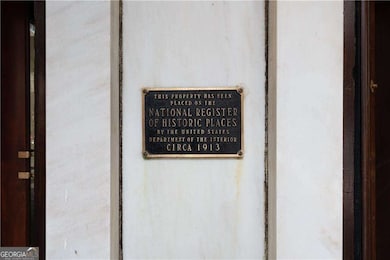 THIS PROPERTY HAS BEEN
PLACED ON THE
NATIONAL REGISTER
OF HISTORIC PLACES
BY THE UNITED STATES
DEPARTMENT OF THE INTERIOR
CIRCA 1913
GEORGIAMLS